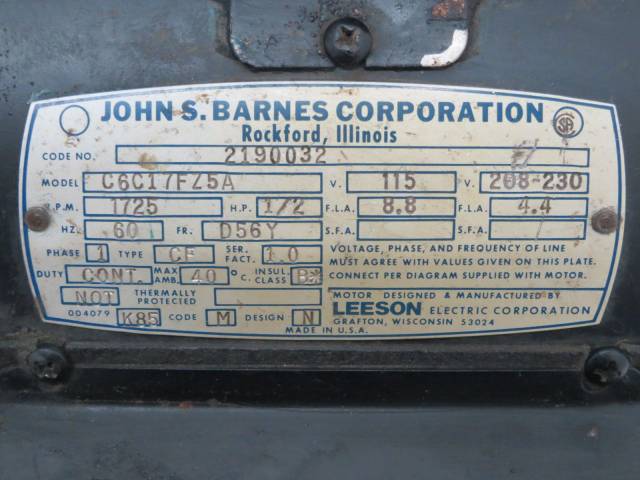 JOHN S. BARNES CORPORATION
Rockford, Illinois
CODE NO. 2190032
MODEL C6C17FZ5A V. 115 V. 208-230
R.P.M. 1725 H.P. 1/2 F.L.A. 8.8 F.L.A. 4.4
HZ. 60 FR. D56Y S.F.A. S.F.A.
PHASE 1 TYPE CP SER. FACT. 1.0 VOLTAGE, PHASE, AND FREQUENCY OF LINE
MUST AGREE WITH VALUES GIVEN ON THIS PLATE.
DUTY CONT. MAX AMB. 40 °C. INSUL. CLASS B* CONNECT PER DIAGRAM SUPPLIED WITH MOTOR.
NOT THERMALLY PROTECTED MOTOR DESIGNED & MANUFACTURED BY
004079 K85 CODE M DESIGN N LEESON ELECTRIC CORPORATION
GRAFTON, WISCONSIN 53024
MADE IN U.S.A.